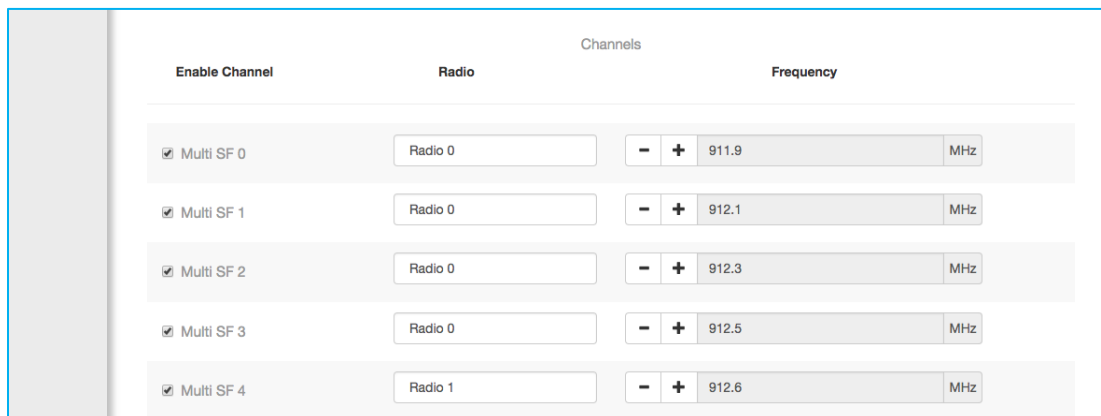 Channels
Enable Channel Radio Frequency
Multi SF 0 Radio 0 − + 911.9 MHz
Multi SF 1 Radio 0 − + 912.1 MHz
Multi SF 2 Radio 0 − + 912.3 MHz
Multi SF 3 Radio 0 − + 912.5 MHz
Multi SF 4 Radio 1 − + 912.6 MHz